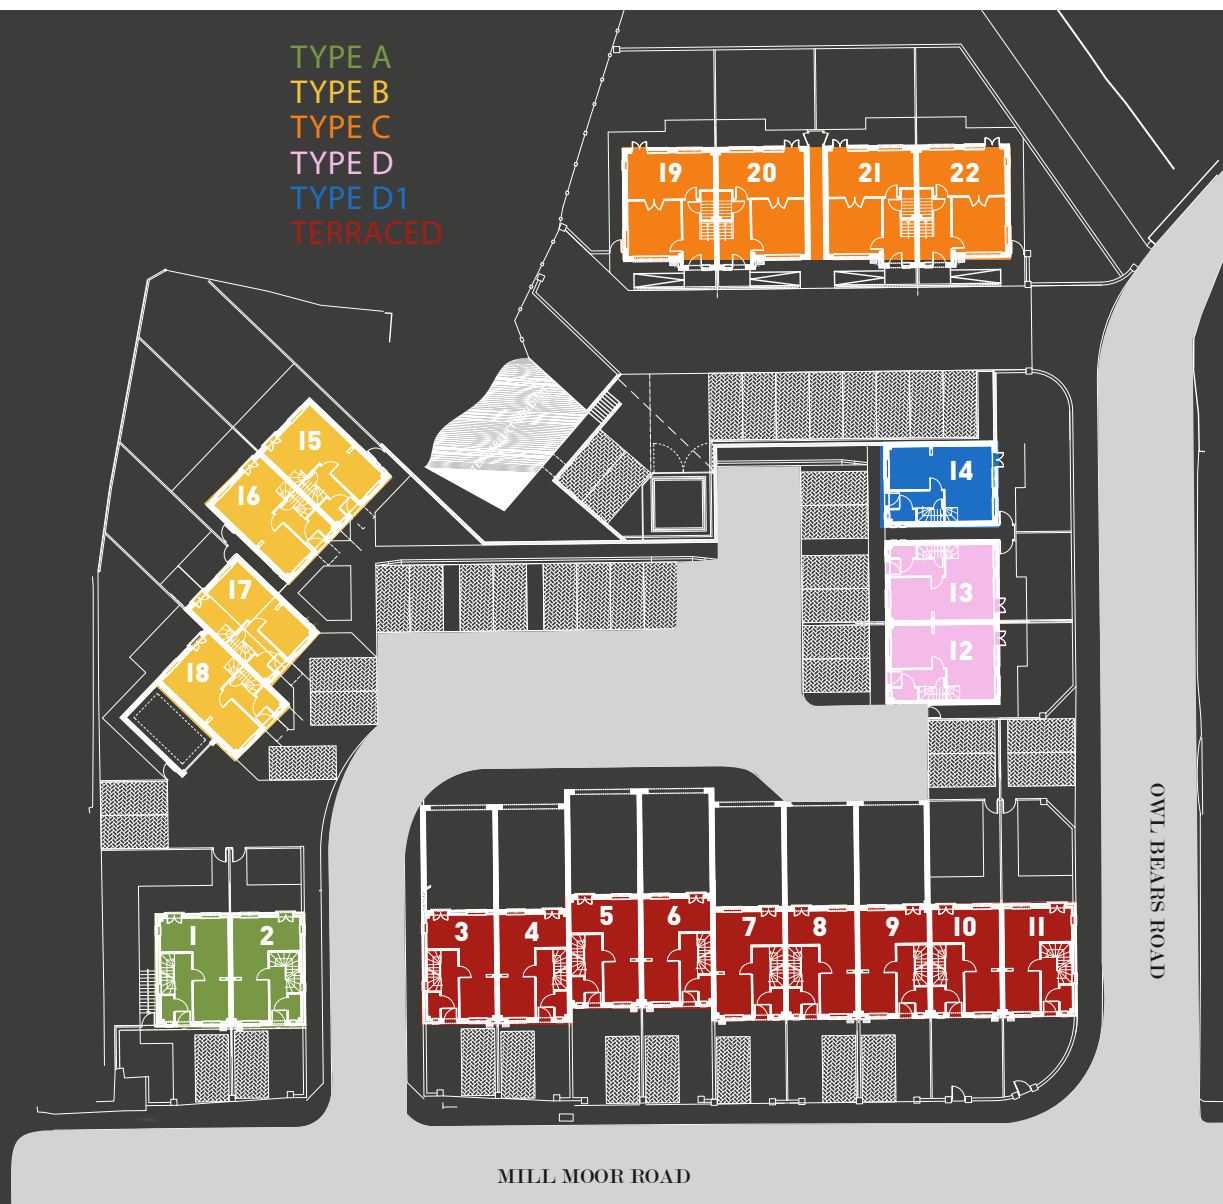 TYPE A
TYPE B
TYPE C
TYPE D
TYPE D1
TERRACED
19 20 21 22
15
16
14
17
13
18
12
1 2
3 4 5 6 7 8 9 10 11
OWL BEARS ROAD
MILL MOOR ROAD